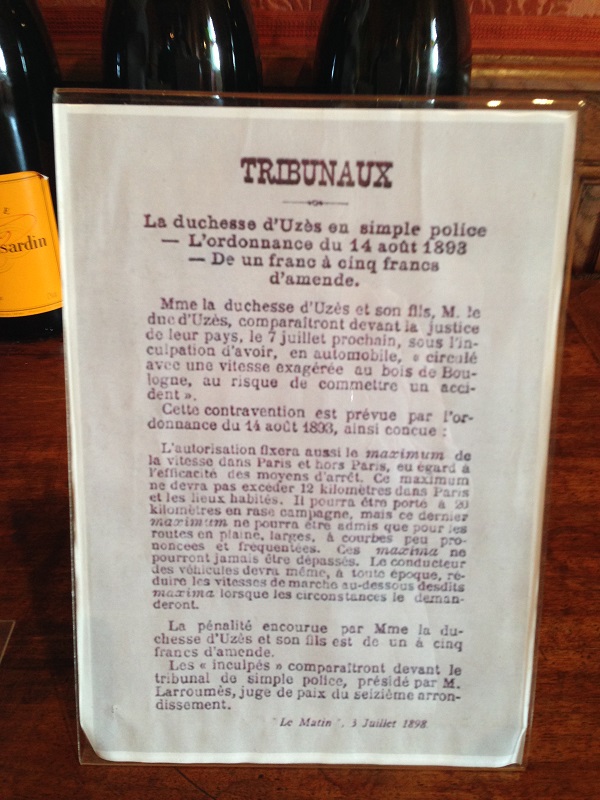 TRIBUNAUX
La duchesse d'Uzès en simple police
— L'ordonnance du 14 août 1893
— De un franc à cinq francs
d'amende.
Mme la duchesse d'Uzès et son fils, M. le
duc d'Uzès, comparaîtront devant la justice
de leur pays, le 7 juillet prochain, sous l'in-
culpation d'avoir, en automobile, « circulé
avec une vitesse exagérée au bois de Bou-
logne, au risque de commettre un acci-
dent ».
Cette contravention est prévue par l'or-
donnance du 14 août 1893, ainsi conçue :
L'autorisation fixera aussi le maximum de
la vitesse dans Paris et hors Paris, eu égard à
l'efficacité des moyens d'arrêt. Ce maximum
ne devra pas excéder 12 kilomètres dans Paris
et les lieux habités. Il pourra être porté à 20
kilomètres en rase campagne, mais ce dernier
maximum ne pourra être admis que pour les
routes en plaine, larges, à courbes peu pro-
noncées et fréquentées. Ces maxima ne
pourront jamais être dépassés. Le conducteur
des véhicules devra même, à toute époque, ré-
duire les vitesses de marche au-dessous desdits
maxima lorsque les circonstances le deman-
deront.
La pénalité encourue par Mme la du-
chesse d'Uzès et son fils est de un à cinq
francs d'amende.
Les « inculpés » comparaîtront devant le
tribunal de simple police, présidé par M.
Larroumès, juge de paix du seizième arron-
dissement.
"Le Matin", 3 Juillet 1898.
sardin